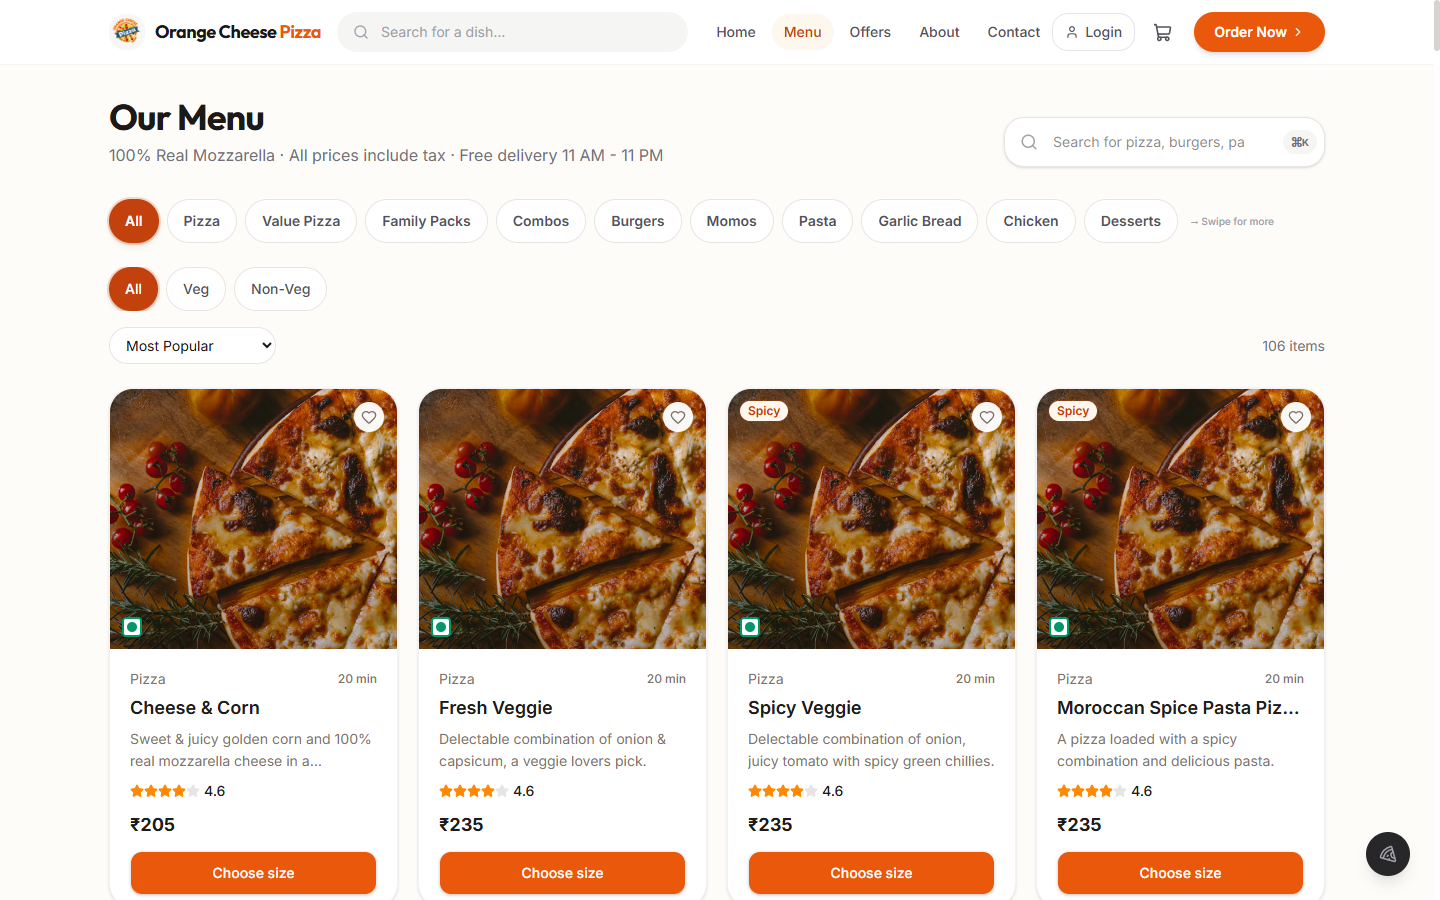 Orange Cheese Pizza
Search for a dish...
Home
Menu
Offers
About
Contact
Login
Order Now
Our Menu
100% Real Mozzarella · All prices include tax · Free delivery 11 AM - 11 PM
Search for pizza, burgers, pa
⌘K
All
Pizza
Value Pizza
Family Packs
Combos
Burgers
Momos
Pasta
Garlic Bread
Chicken
Desserts
→ Swipe for more
All
Veg
Non-Veg
Most Popular
106 items
Pizza
20 min
Cheese & Corn
Sweet & juicy golden corn and 100%
real mozzarella cheese in a...
4.6
₹205
Choose size
Pizza
20 min
Fresh Veggie
Delectable combination of onion &
capsicum, a veggie lovers pick.
4.6
₹235
Choose size
Spicy
Pizza
20 min
Spicy Veggie
Delectable combination of onion,
juicy tomato with spicy green chillies.
4.6
₹235
Choose size
Spicy
Pizza
20 min
Moroccan Spice Pasta Piz...
A pizza loaded with a spicy
combination and delicious pasta.
4.6
₹235
Choose size